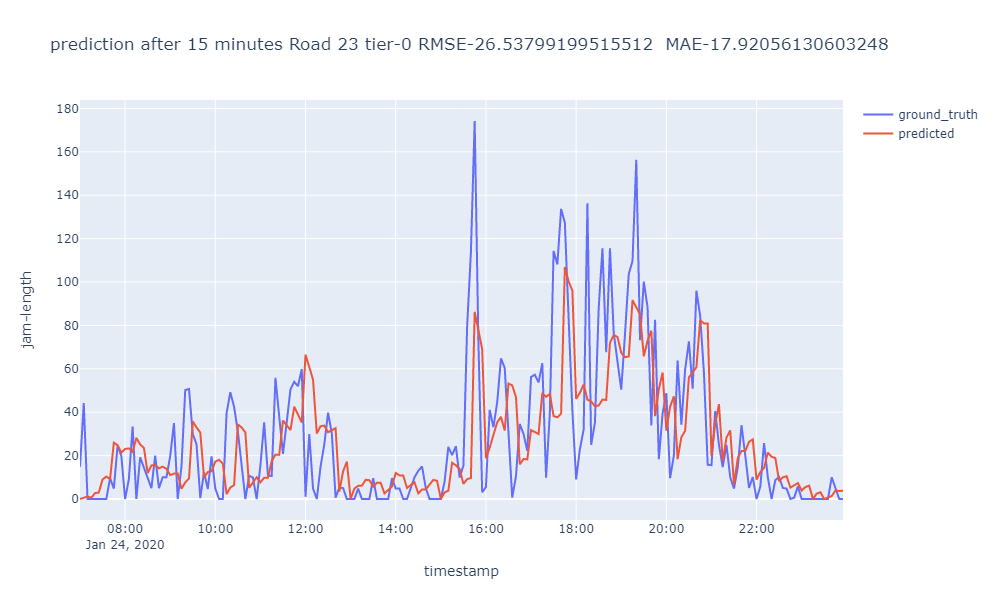 prediction after 15 minutes Road 23 tier-0 RMSE-26.53799199515512  MAE-17.92056130603248
ground_truth
predicted
180
160
140
120
100
80
60
40
20
0
jam-length
08:00 10:00 12:00 14:00 16:00 18:00 20:00 22:00
Jan 24, 2020
timestamp